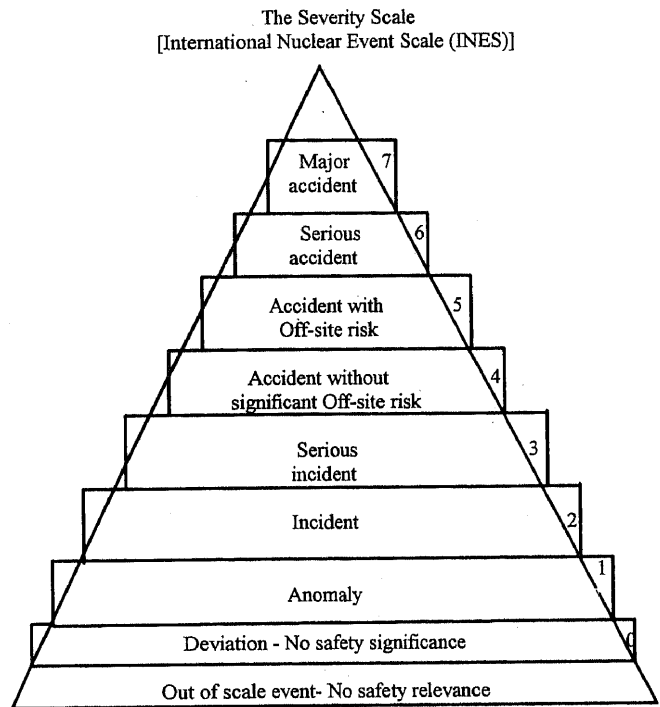 The Severity Scale
[International Nuclear Event Scale (INES)]
Major 7
accident
Serious 6
accident
Accident with 5
Off-site risk
Accident without 4
significant Off-site risk
Serious 3
incident
Incident 2
Anomaly 1
Deviation - No safety significance 0
Out of scale event- No safety relevance